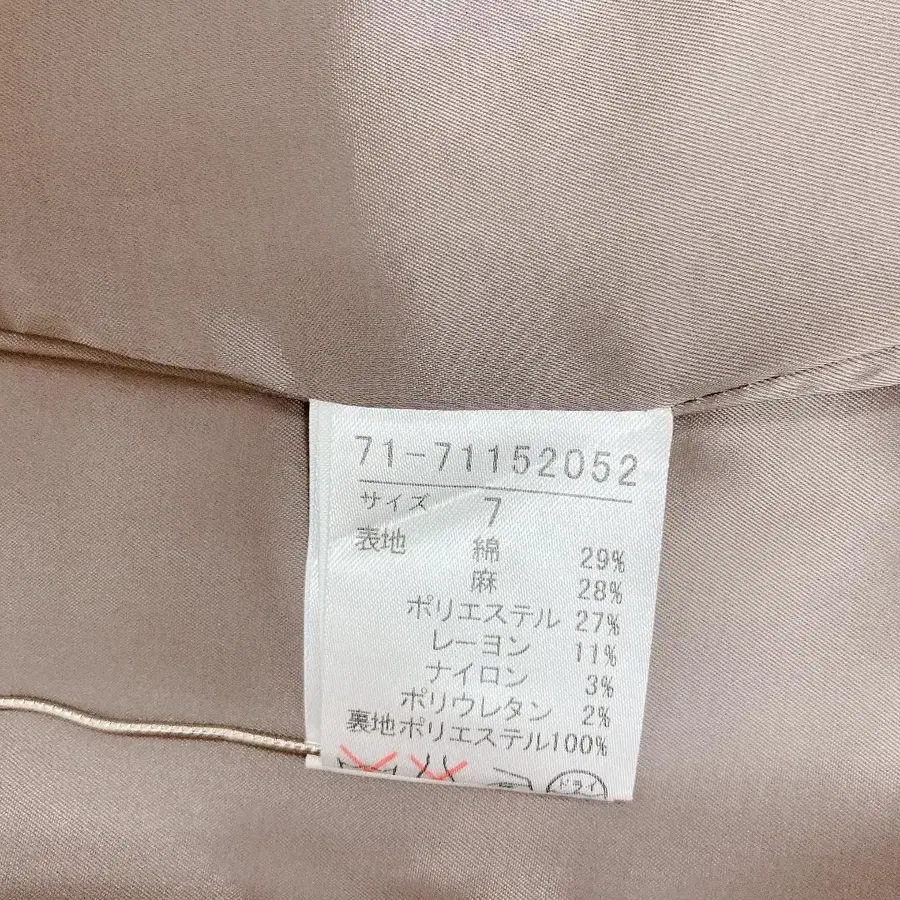 71-71152052
サイズ 7
表地 綿 29%
麻 28%
ポリエステル 27%
レーヨン 11%
ナイロン 3%
ポリウレタン 2%
裏地ポリエステル100%
ドライ